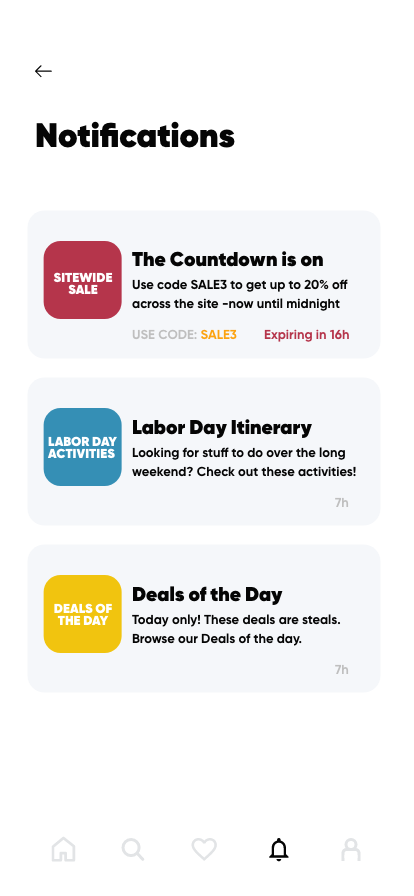 Notifications
SITEWIDE
SALE
The Countdown is on
Use code SALE3 to get up to 20% off
across the site -now until midnight
USE CODE: SALE3 Expiring in 16h
LABOR DAY
ACTIVITIES
Labor Day Itinerary
Looking for stuff to do over the long
weekend? Check out these activities!
7h
DEALS OF
THE DAY
Deals of the Day
Today only! These deals are steals.
Browse our Deals of the day.
7h